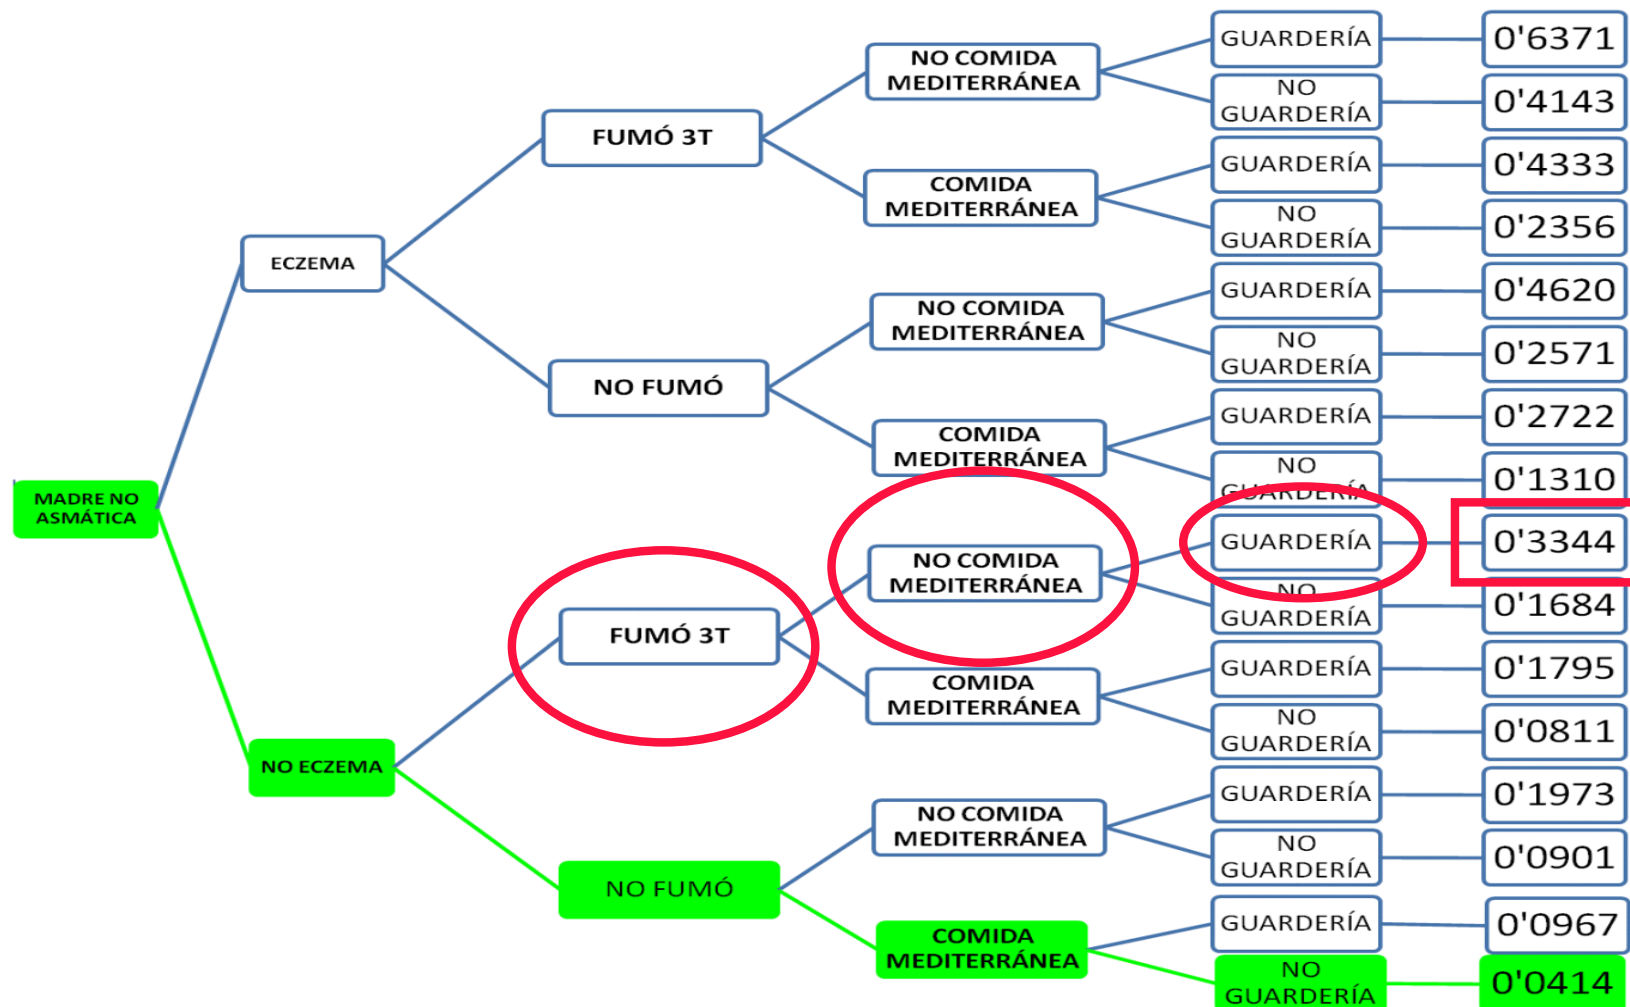 MADRE NO
ASMÁTICA
ECZEMA
FUMÓ 3T
NO COMIDA
MEDITERRÁNEA
GUARDERÍA
0'6371
NO
GUARDERÍA
0'4143
COMIDA
MEDITERRÁNEA
GUARDERÍA
0'4333
NO
GUARDERÍA
0'2356
NO FUMÓ
NO COMIDA
MEDITERRÁNEA
GUARDERÍA
0'4620
NO
GUARDERÍA
0'2571
COMIDA
MEDITERRÁNEA
GUARDERÍA
0'2722
NO
GUARDERÍA
0'1310
NO ECZEMA
FUMÓ 3T
NO COMIDA
MEDITERRÁNEA
GUARDERÍA
0'3344
NO
GUARDERÍA
0'1684
COMIDA
MEDITERRÁNEA
GUARDERÍA
0'1795
NO
GUARDERÍA
0'0811
NO FUMÓ
NO COMIDA
MEDITERRÁNEA
GUARDERÍA
0'1973
NO
GUARDERÍA
0'0901
COMIDA
MEDITERRÁNEA
GUARDERÍA
0'0967
NO
GUARDERÍA
0'0414